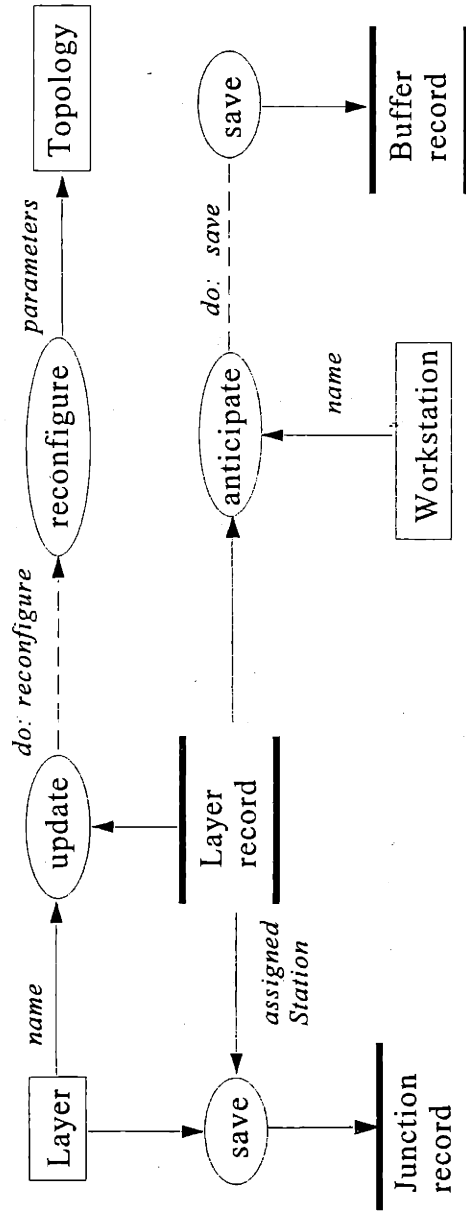 Layer
name
update
do: reconfigure
reconfigure
parameters
Topology
save
assigned
Station
Layer
record
anticipate
do: save
save
name
Junction
record
Workstation
Buffer
record